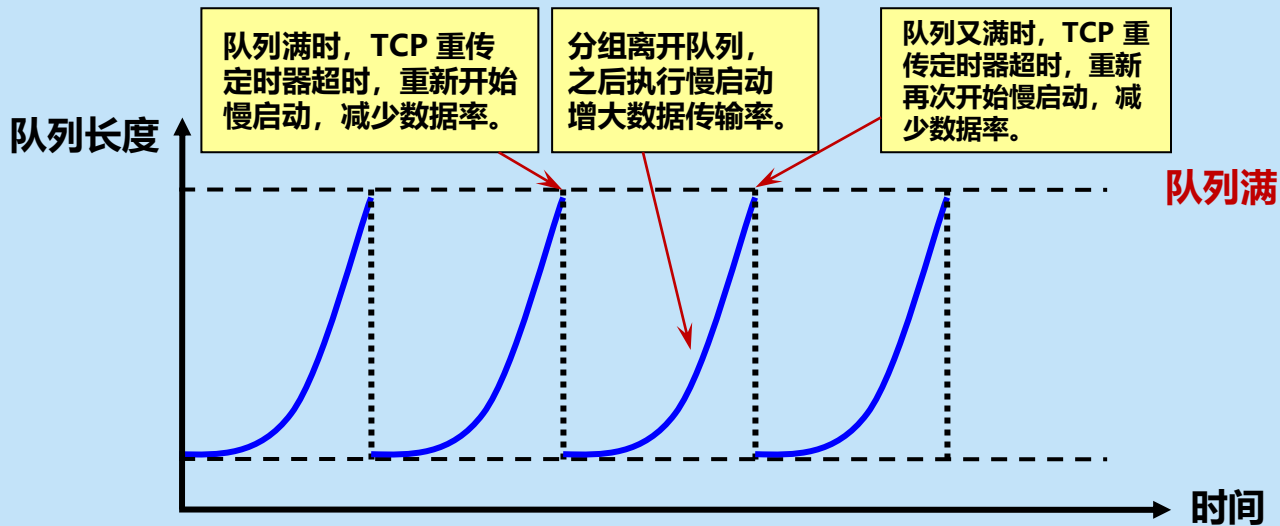 队列满时，TCP 重传
定时器超时，重新开始
慢启动，减少数据率。
分组离开队列，
之后执行慢启动
增大数据传输率。
队列又满时，TCP 重
传定时器超时，重新
再次开始慢启动，减
少数据率。
队列长度
队列满
时间